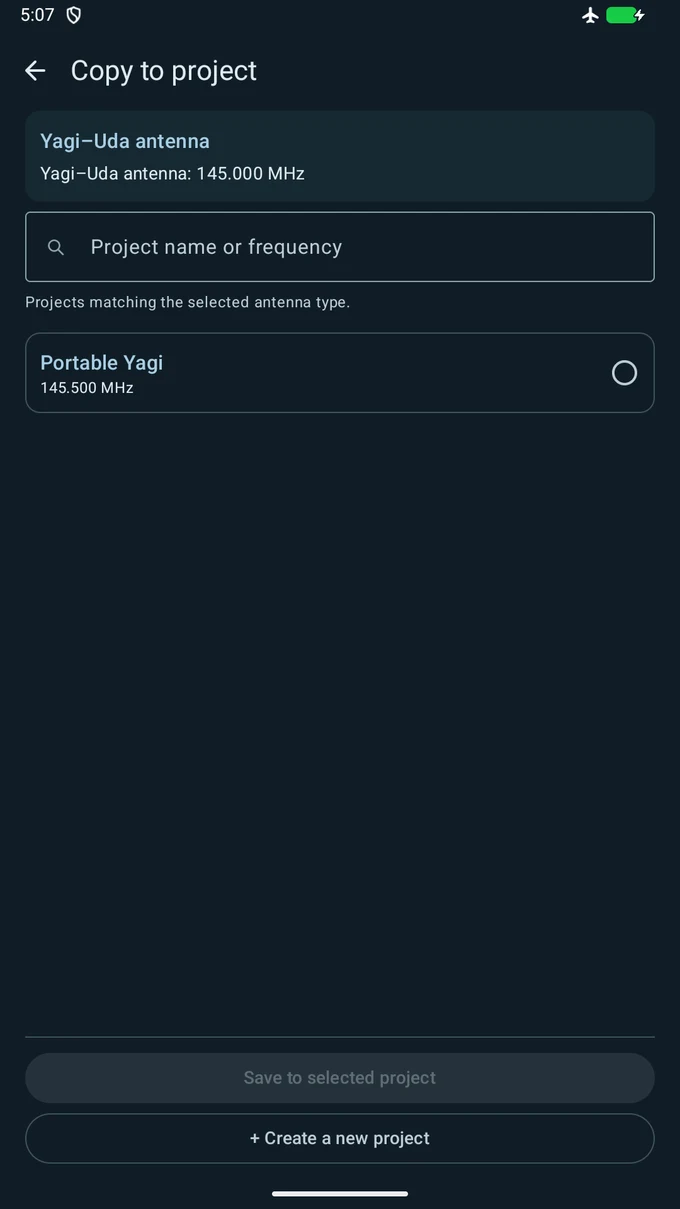 5:07
Copy to project
Yagi–Uda antenna
Yagi–Uda antenna: 145.000 MHz
Project name or frequency
Projects matching the selected antenna type.
Portable Yagi
145.500 MHz
Save to selected project
+ Create a new project